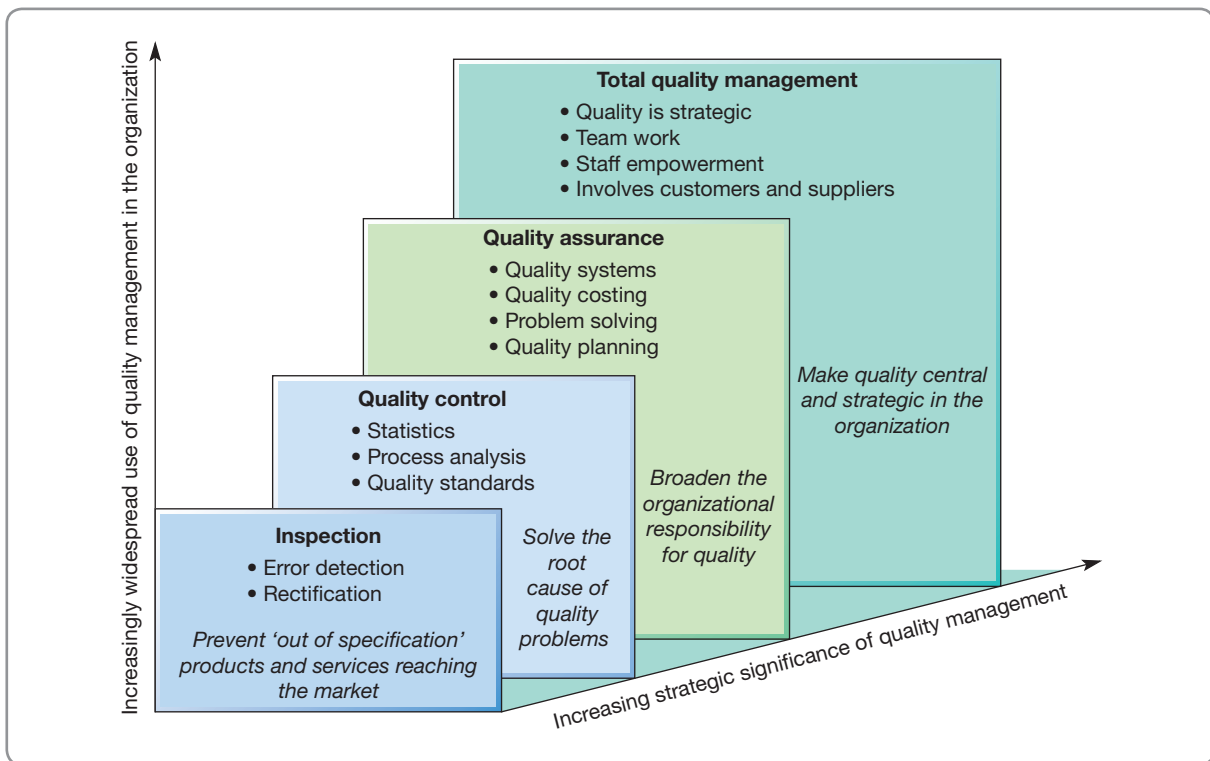 Increasingly widespread use of quality management in the organization
Total quality management
• Quality is strategic
• Team work
• Staff empowerment
• Involves customers and suppliers
Make quality central
and strategic in the
organization
Quality assurance
• Quality systems
• Quality costing
• Problem solving
• Quality planning
Broaden the
organizational
responsibility
for quality
Quality control
• Statistics
• Process analysis
• Quality standards
Solve the
root
cause of
quality
problems
Inspection
• Error detection
• Rectification
Prevent ‘out of specification’
products and services reaching
the market
Increasing strategic significance of quality management